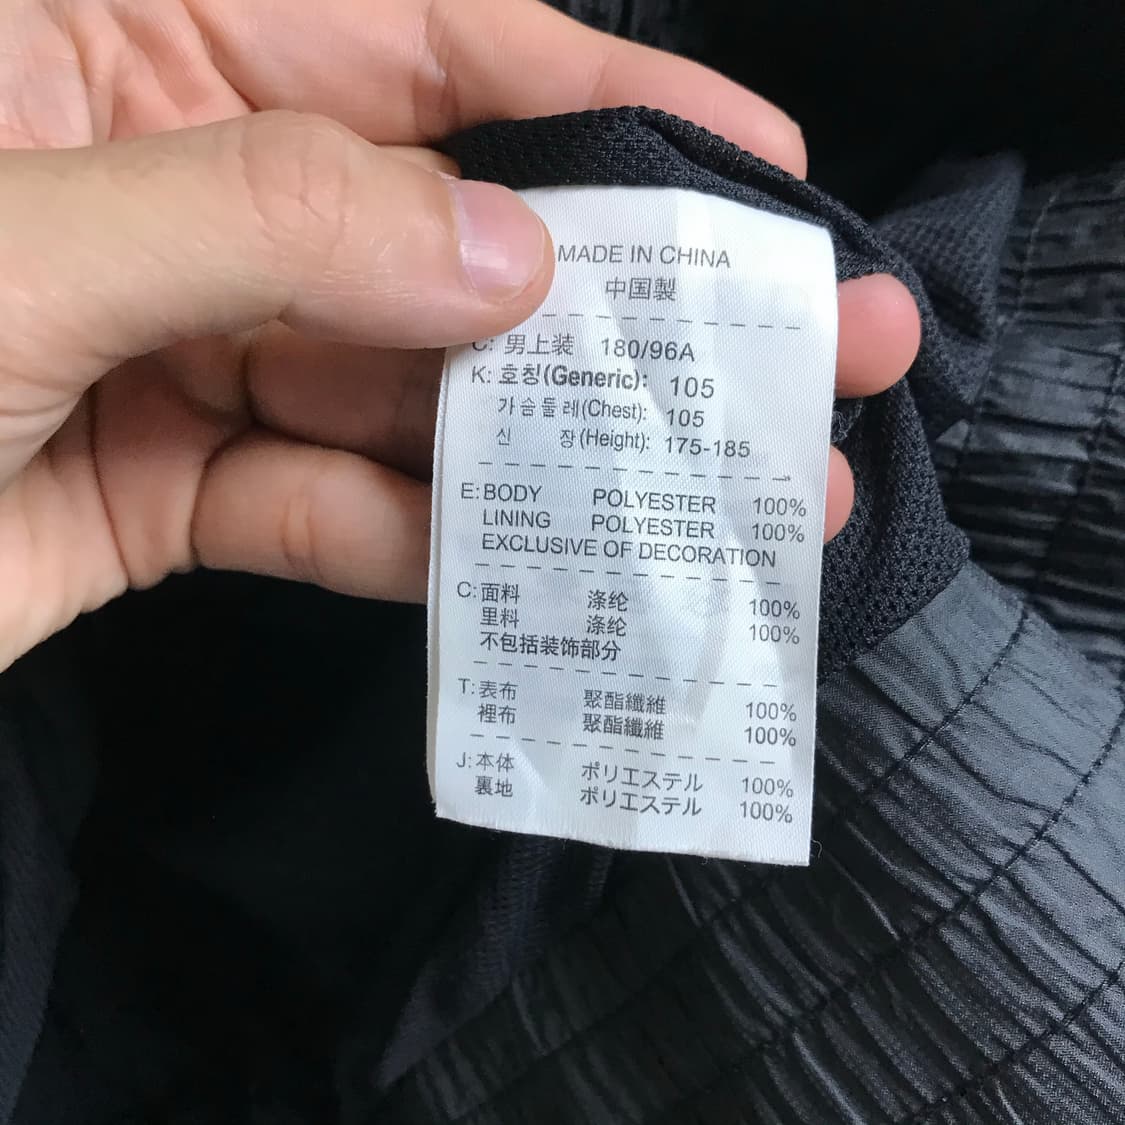 MADE IN CHINA
中国製
C: 男上装 180/96A
K: 호칭(Generic): 105
가슴둘레(Chest): 105
신 장(Height): 175-185
E: BODY POLYESTER 100%
LINING POLYESTER 100%
EXCLUSIVE OF DECORATION
C: 面料 涤纶 100%
里料 涤纶 100%
不包括装饰部分
T: 表布 聚酯纖維 100%
裡布 聚酯纖維 100%
J: 本体 ポリエステル 100%
裏地 ポリエステル 100%